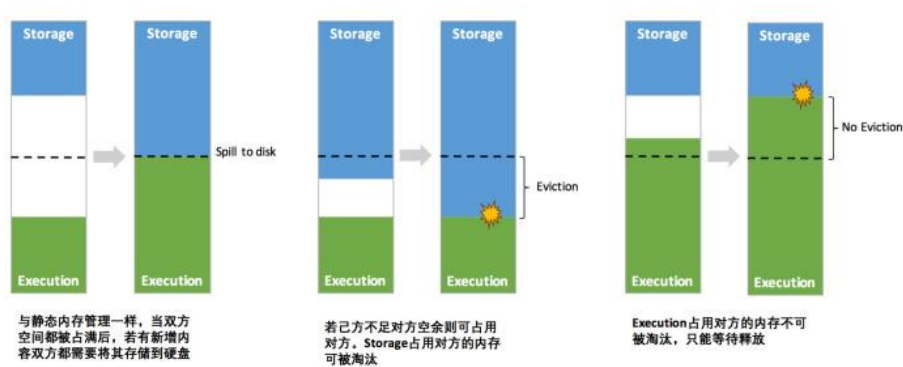 Storage
Storage
Spill to disk
Execution
Execution
与静态内存管理一样，当双方
空间都被占满后，若有新增内
容双方都需要将其存储到硬盘
Storage
Storage
Eviction
Execution
Execution
若己方不足对方空余则可占用
对方。Storage占用对方的内存
可被淘汰
Storage
Storage
No Eviction
Execution
Execution
Execution占用对方的内存不可
被淘汰，只能等待释放